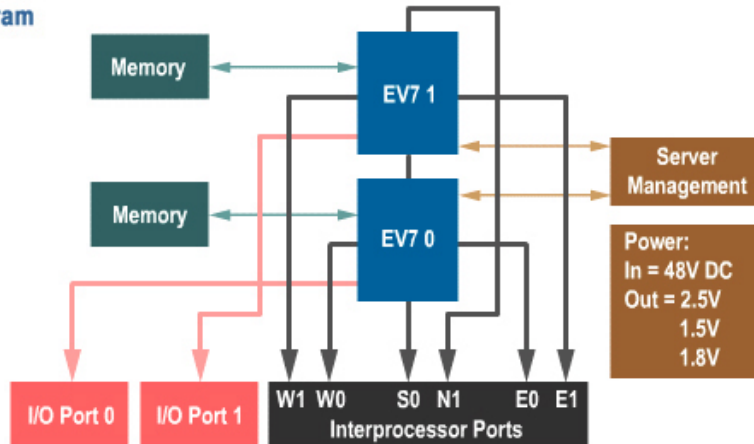 Memory
EV7 1
Server
Management
Memory
EV7 0
Power:
In = 48V DC
Out = 2.5V
1.5V
1.8V
I/O Port 0
I/O Port 1
W1 W0 S0 N1 E0 E1
Interprocessor Ports